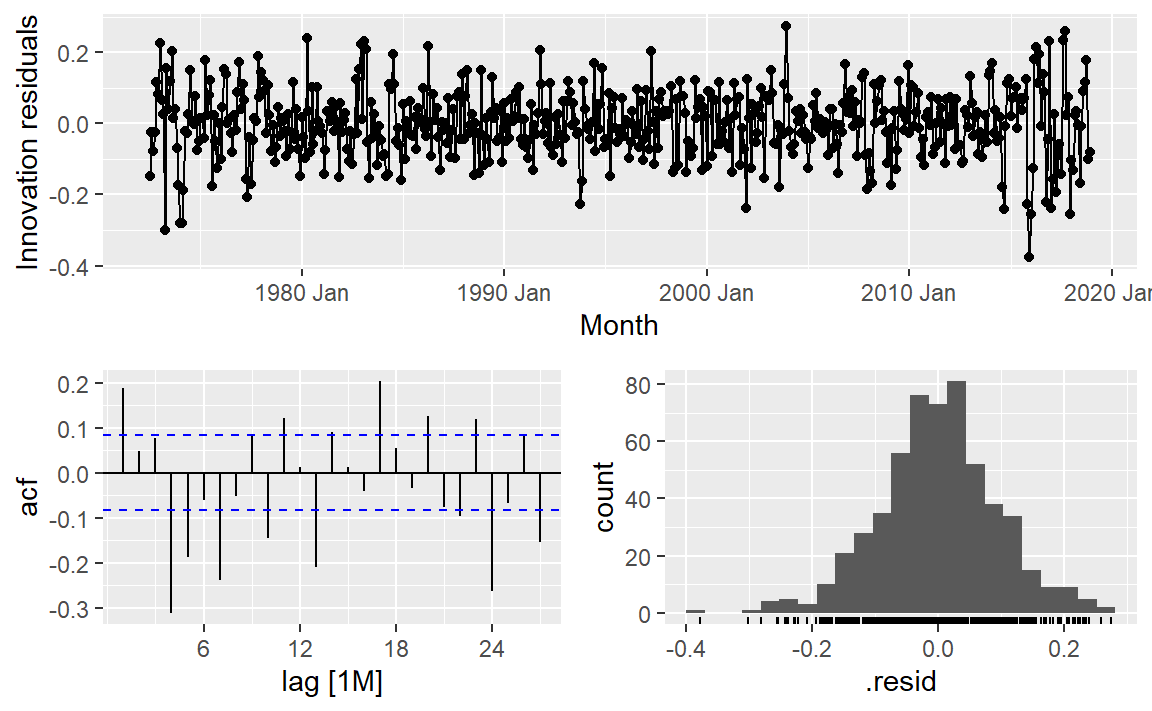 Innovation residuals
0.2
0.0
-0.2
-0.4
1980 Jan 1990 Jan 2000 Jan 2010 Jan 2020 Jan
Month
acf
0.2
0.1
0.0
-0.1
-0.2
-0.3
6 12 18 24
lag [1M]
count
80
60
40
20
0
-0.4 -0.2 0.0 0.2
.resid